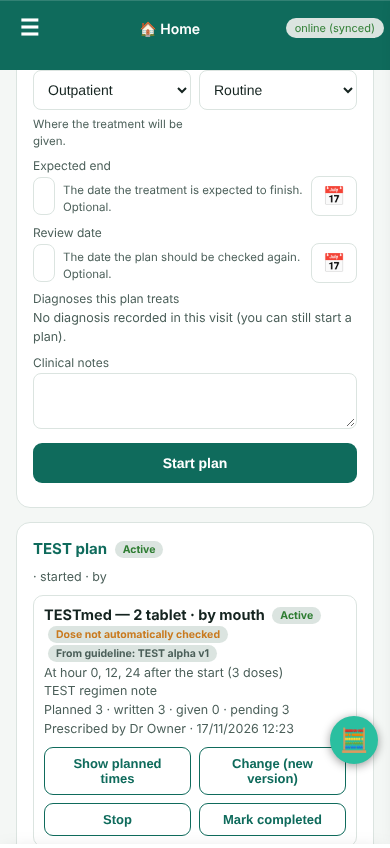 ☰
🏠 Home
online (synced)
Outpatient
Routine
Where the treatment will be
given.
Expected end
The date the treatment is expected to finish.
Optional.
Review date
The date the plan should be checked again.
Optional.
Diagnoses this plan treats
No diagnosis recorded in this visit (you can still start a
plan).
Clinical notes
Start plan
TEST plan Active
· started · by
TESTmed — 2 tablet · by mouth Active
Dose not automatically checked
From guideline: TEST alpha v1
At hour 0, 12, 24 after the start (3 doses)
TEST regimen note
Planned 3 · written 3 · given 0 · pending 3
Prescribed by Dr Owner · 17/11/2026 12:23
Show planned
times
Change (new
version)
Stop
Mark completed